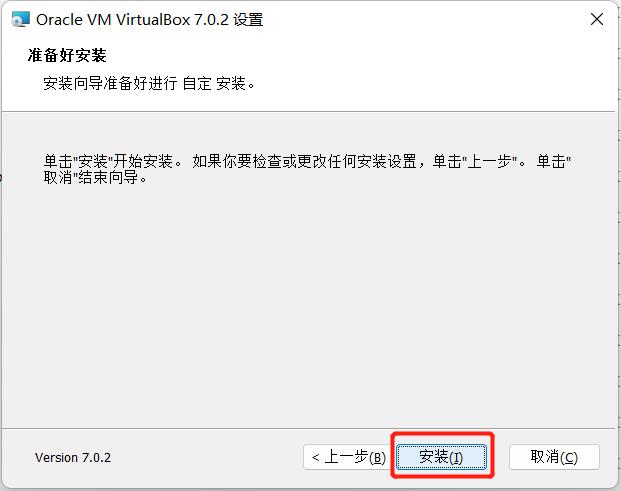 Oracle VM VirtualBox 7.0.2 设置
准备好安装
安装向导准备好进行 自定 安装。
单击"安装"开始安装。 如果你要检查或更改任何安装设置，单击"上一步"。 单击"
取消"结束向导。
Version 7.0.2
< 上一步(B)
安装(I)
取消(C)